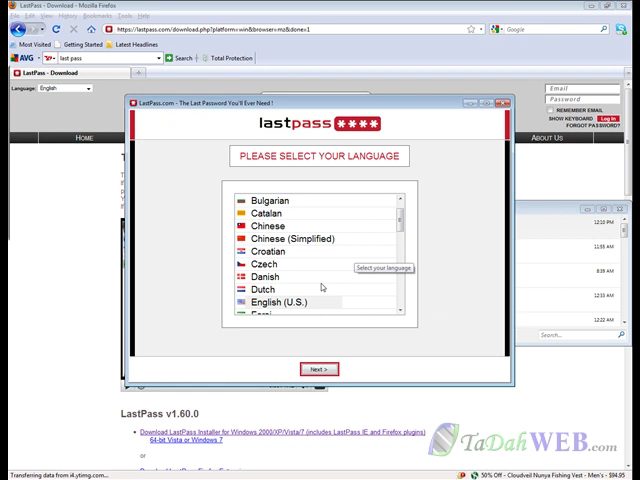 LastPass - Download - Mozilla Firefox
File Edit View History Bookmarks Tools Help
https://lastpass.com/download.php?platform=win&browser=mz&done=1
Google
Most Visited Getting Started Latest Headlines
AVG last pass Search Total Protection
LastPass - Download
Language: English
Email
Password
REMEMBER EMAIL
SHOW KEYBOARD Log In
FORGOT PASSWORD?
HOME
ABOUT US
LastPass.com - The Last Password You'll Ever Need !
lastpass ****
PLEASE SELECT YOUR LANGUAGE
Bulgarian
Catalan
Chinese
Chinese (Simplified)
Croatian
Czech
Select your language
Danish
Dutch
English (U.S.)
Next >
12:10 PM
11:55 AM
8:35 AM
12:32 AM
12:22 AM
Search...
LastPass v1.60.0
Download LastPass Installer for Windows 2000/XP/Vista/7 (includes LastPass IE and Firefox plugins)
64-bit Vista or Windows 7
or
TaDahWEB.com
Transferring data from i4.ytimg.com...
50% Off - Cloudveil Nunya Fishing Vest - Men's - $94.95